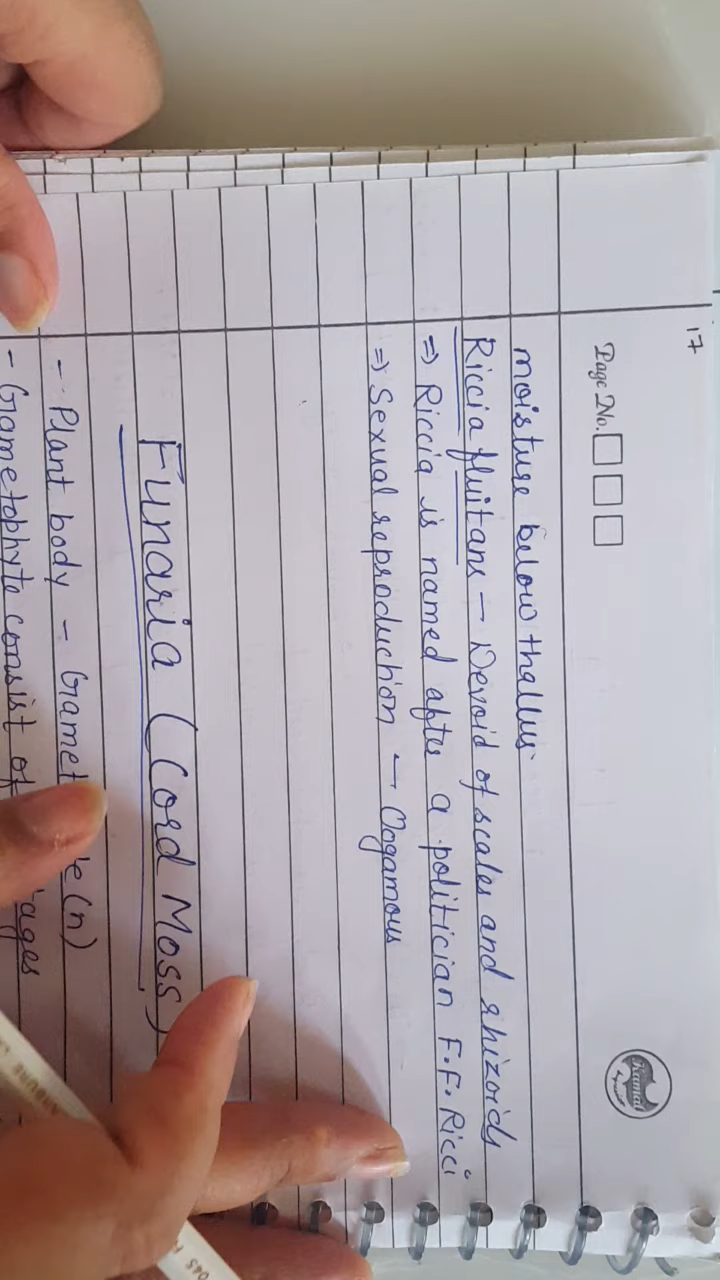 17
Page No.
Kamal
moisture below thallus.
Riccia fluitans - Devoid of scales and rhizoids
⇒ Riccia is named after a politician F.F. Ricci
⇒ Sexual reproduction - Oogamous
Funaria (Cord Moss)
- Plant body - (n)
- Gametophyte consist of